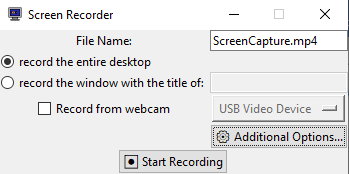 Screen Recorder
File Name: ScreenCapture.mp4
record the entire desktop
record the window with the title of:
Record from webcam USB Video Device
Additional Options...
Start Recording